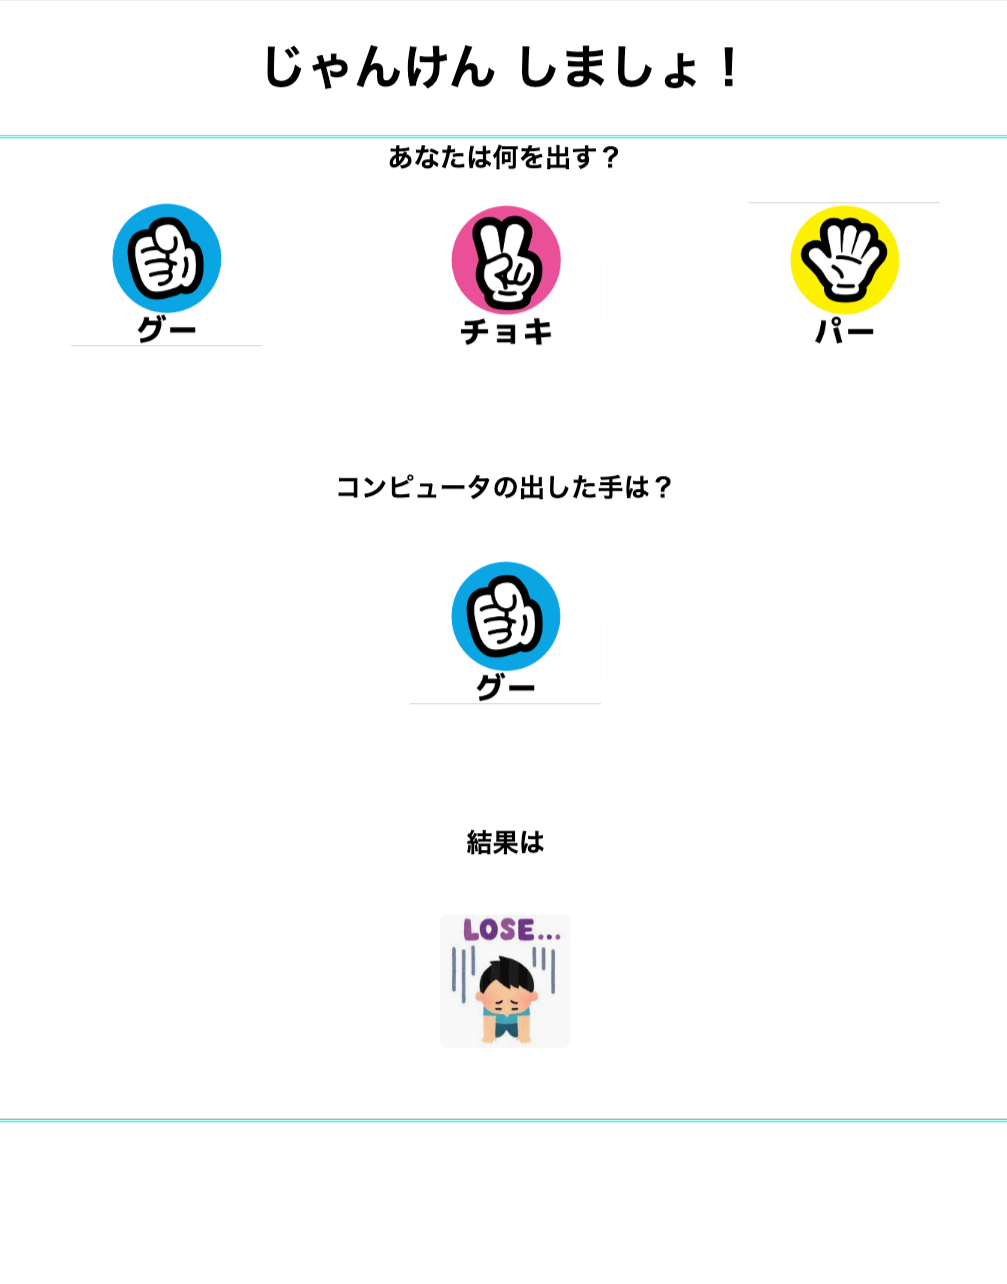 じゃんけん しましょ！
あなたは何を出す？
グー
チョキ
パー
コンピュータの出した手は？
グー
結果は
LOSE...